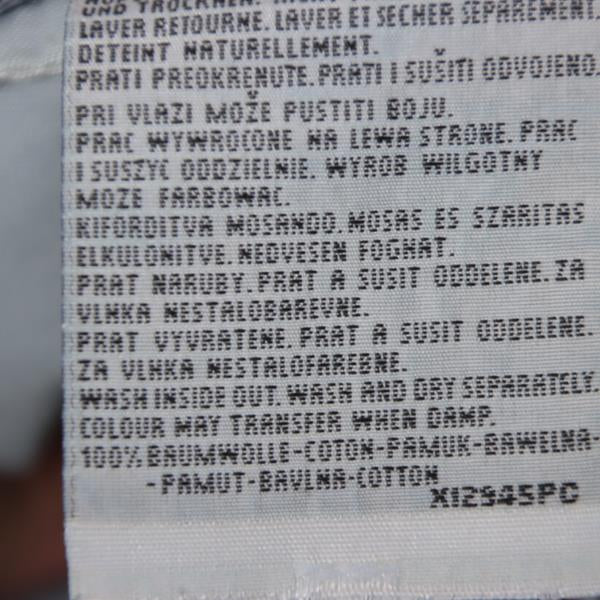 UND TROCKNEN.
LAVER RETOURNE. LAVER ET SECHER SEPAREMENT.
DETEINT NATURELLEMENT.
PRATI PREOKRENUTE. PRATI I SUŠITI ODVOJENO.
PRI VLAZI MOŽE PUSTITI BOJU.
PRAC WYWROCONE NA LEWA STRONE. PRAC
I SUSZYC ODDZIELNIE. WYROB WILGOTNY
MOZE FARBOWAC.
KIFORDITVA MOSANDO. MOSAS ES SZARITAS
ELKULONITVE. NEDVESEN FOGHAT.
PRAT NARUBY. PRAT A SUSIT ODDELENE. ZA
VLHKA NESTALOBAREVNE.
PRAT VYVRATENE. PRAT A SUSIT ODDELENE.
ZA VLHKA NESTALOFAREBNE.
WASH INSIDE OUT. WASH AND DRY SEPARATELY.
COLOUR MAY TRANSFER WHEN DAMP.
100% BAUMWOLLE-COTON-PAMUK-BAWELNA-
-PAMUT-BAVLNA-COTTON
X12945PC